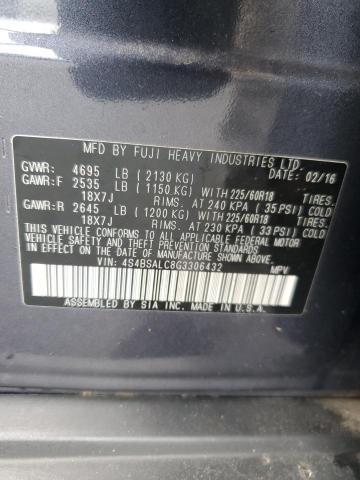 MFD BY FUJI HEAVY INDUSTRIES LTD. 02/16
GVWR: 4695 LB (2130 KG)
GAWR:F 2535 LB (1150 KG) WITH 225/60R18 TIRES.
18X7J RIMS. AT 240 KPA (35 PSI) COLD.
GAWR:R 2645 LB (1200 KG) WITH 225/60R18 TIRES.
18X7J RIMS. AT 230 KPA (33 PSI) COLD.
THIS VEHICLE CONFORMS TO ALL APPLICABLE FEDERAL MOTOR
VEHICLE SAFETY AND THEFT PREVENTION STANDARDS
IN EFFECT ON THE DATE OF MANUFACTURE SHOWN ABOVE.
VIN: 4S4BSALC8G3306432 MPV
ASSEMBLED BY SIA INC. MADE IN U.S.A.